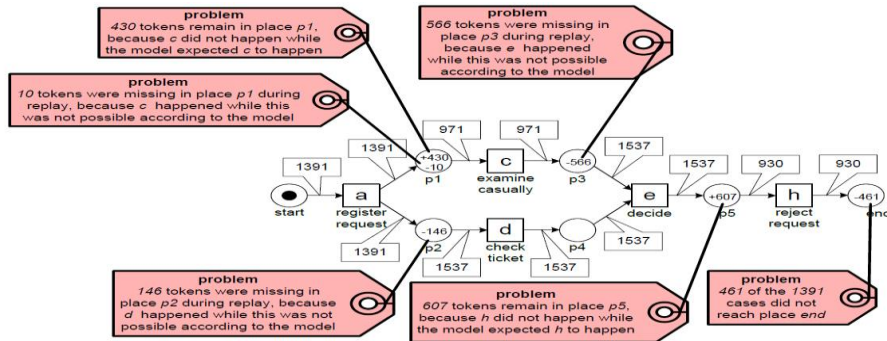 problem
430 tokens remain in place p1,
because c did not happen while
the model expected c to happen
problem
566 tokens were missing in
place p3 during replay,
because e happened
while this was not possible
according to the model
problem
10 tokens were missing in place p1 during
replay, because c happened while this
was not possible according to the model
1391
1391
971
971
1537
1537
930
930
+430
-10
-566
+607
-461
a
c
e
h
start
register
request
p1
examine
casually
p3
decide
p5
reject
request
end
1391
-146
p2
1537
d
check
ticket
1537
p4
1537
problem
146 tokens were missing in
place p2 during replay, because
d happened while this was not
possible according to the model
problem
607 tokens remain in place p5,
because h did not happen while
the model expected h to happen
problem
461 of the 1391
cases did not
reach place end